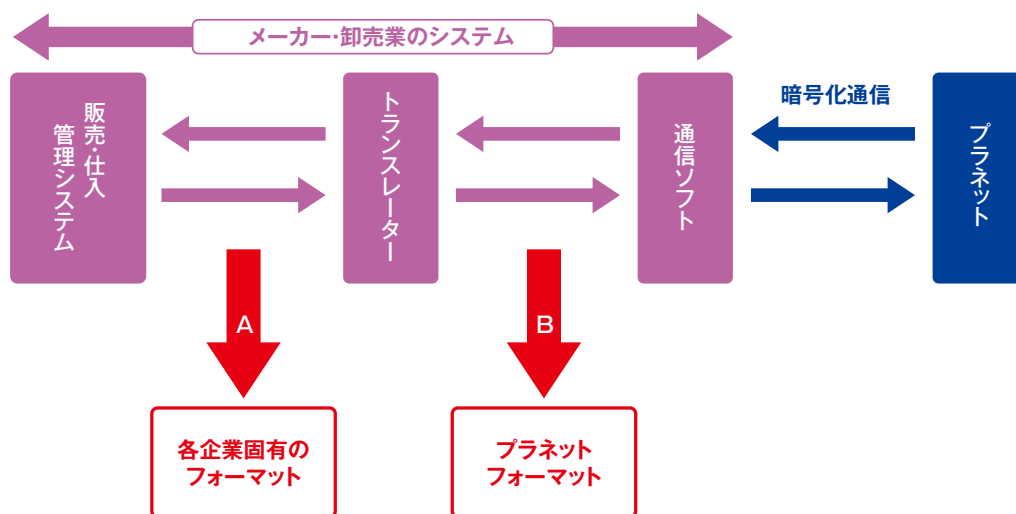 メーカー・卸売業のシステム
販売・仕入
管理システム
トランスレーター
通信ソフト
暗号化通信
プラネット
A
B
各企業固有の
フォーマット
プラネット
フォーマット